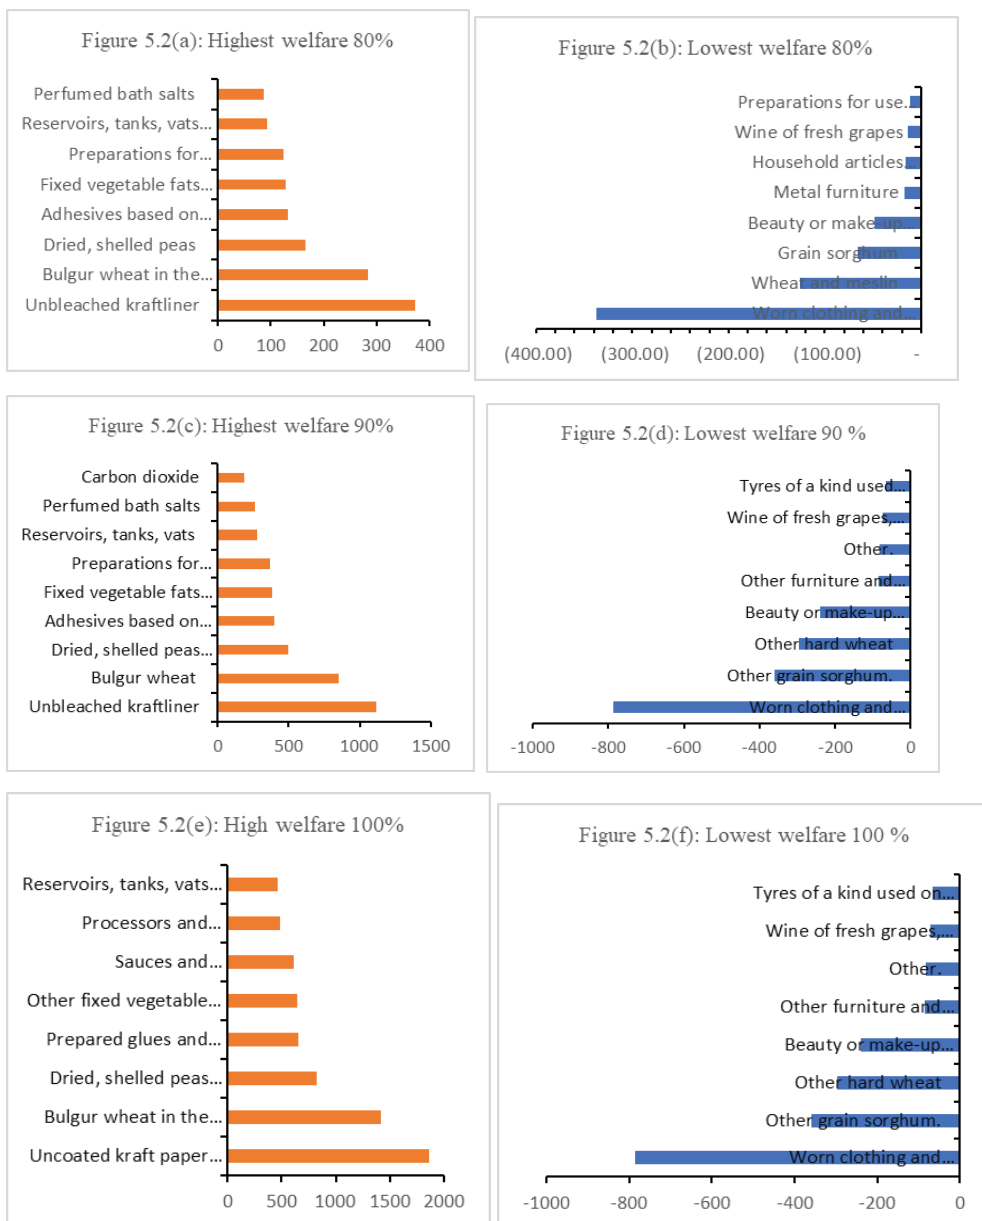 Figure 5.2(a): Highest welfare 80%
Perfumed bath salts
Reservoirs, tanks, vats...
Preparations for...
Fixed vegetable fats...
Adhesives based on...
Dried, shelled peas
Bulgur wheat in the...
Unbleached kraftliner
0 100 200 300 400
Figure 5.2(b): Lowest welfare 80%
Preparations for use...
Wine of fresh grapes
Household articles...
Metal furniture
Beauty or make-up...
Grain sorghum
Wheat and meslin
Worn clothing and...
(400.00) (300.00) (200.00) (100.00) -
Figure 5.2(c): Highest welfare 90%
Carbon dioxide
Perfumed bath salts
Reservoirs, tanks, vats
Preparations for...
Fixed vegetable fats...
Adhesives based on...
Dried, shelled peas...
Bulgur wheat
Unbleached kraftliner
0 500 1000 1500
Figure 5.2(d): Lowest welfare 90 %
Tyres of a kind used...
Wine of fresh grapes,...
Other.
Other furniture and...
Beauty or make-up...
Other hard wheat
Other grain sorghum.
Worn clothing and...
-1000 -800 -600 -400 -200 0
Figure 5.2(e): High welfare 100%
Reservoirs, tanks, vats...
Processors and...
Sauces and...
Other fixed vegetable...
Prepared glues and...
Dried, shelled peas...
Bulgur wheat in the...
Uncoated kraft paper...
0 500 1000 1500 2000
Figure 5.2(f): Lowest welfare 100 %
Tyres of a kind used on...
Wine of fresh grapes,...
Other.
Other furniture and...
Beauty or make-up...
Other hard wheat
Other grain sorghum.
Worn clothing and...
-1000 -800 -600 -400 -200 0